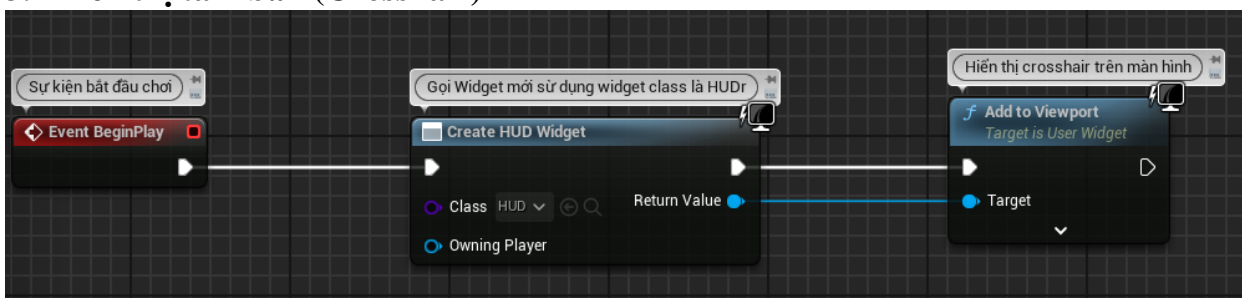 (Crosshair)
Sự kiện bắt đầu chơi
Event BeginPlay
Gọi Widget mới sử dụng widget class là HUDr
Create HUD Widget
Class HUD
Return Value
Owning Player
Hiển thị crosshair trên màn hình
Add to Viewport
Target is User Widget
Target